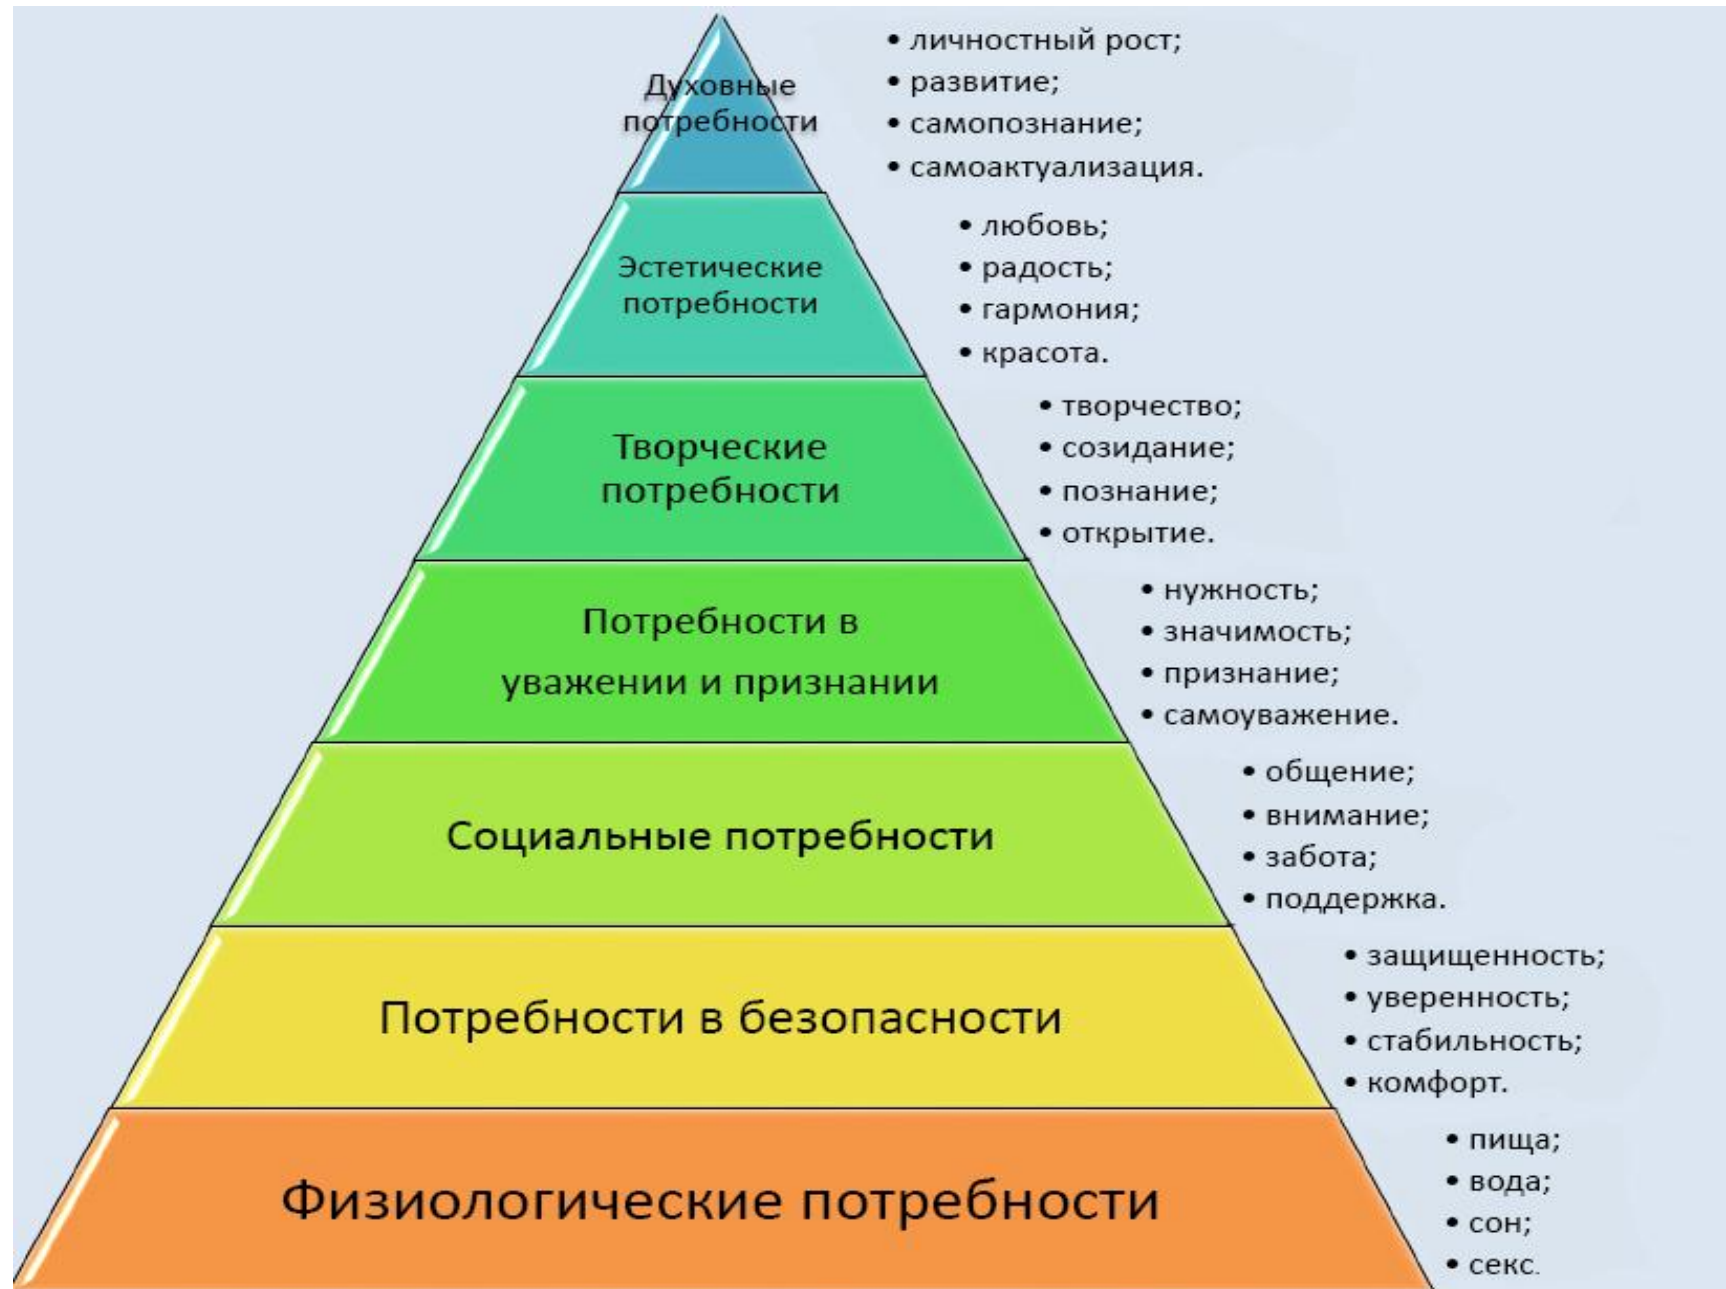 Духовные
потребности
• личностный рост;
• развитие;
• самопознание;
• самоактуализация.
Эстетические
потребности
• любовь;
• радость;
• гармония;
• красота.
Творческие
потребности
• творчество;
• созидание;
• познание;
• открытие.
Потребности в
уважении и признании
• нужность;
• значимость;
• признание;
• самоуважение.
Социальные потребности
• общение;
• внимание;
• забота;
• поддержка.
Потребности в безопасности
• защищенность;
• уверенность;
• стабильность;
• комфорт.
Физиологические потребности
• пища;
• вода;
• сон;
• секс.